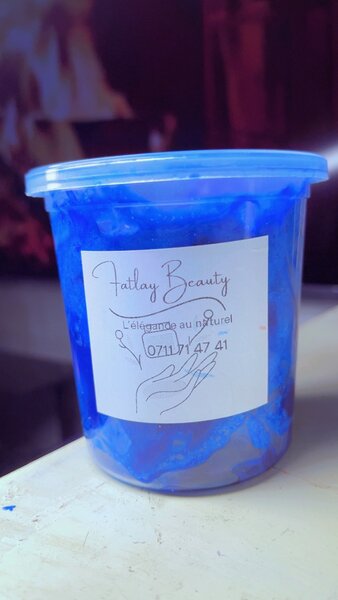 Fatlay Beauty
L'élégance au naturel
0711 71 47 41